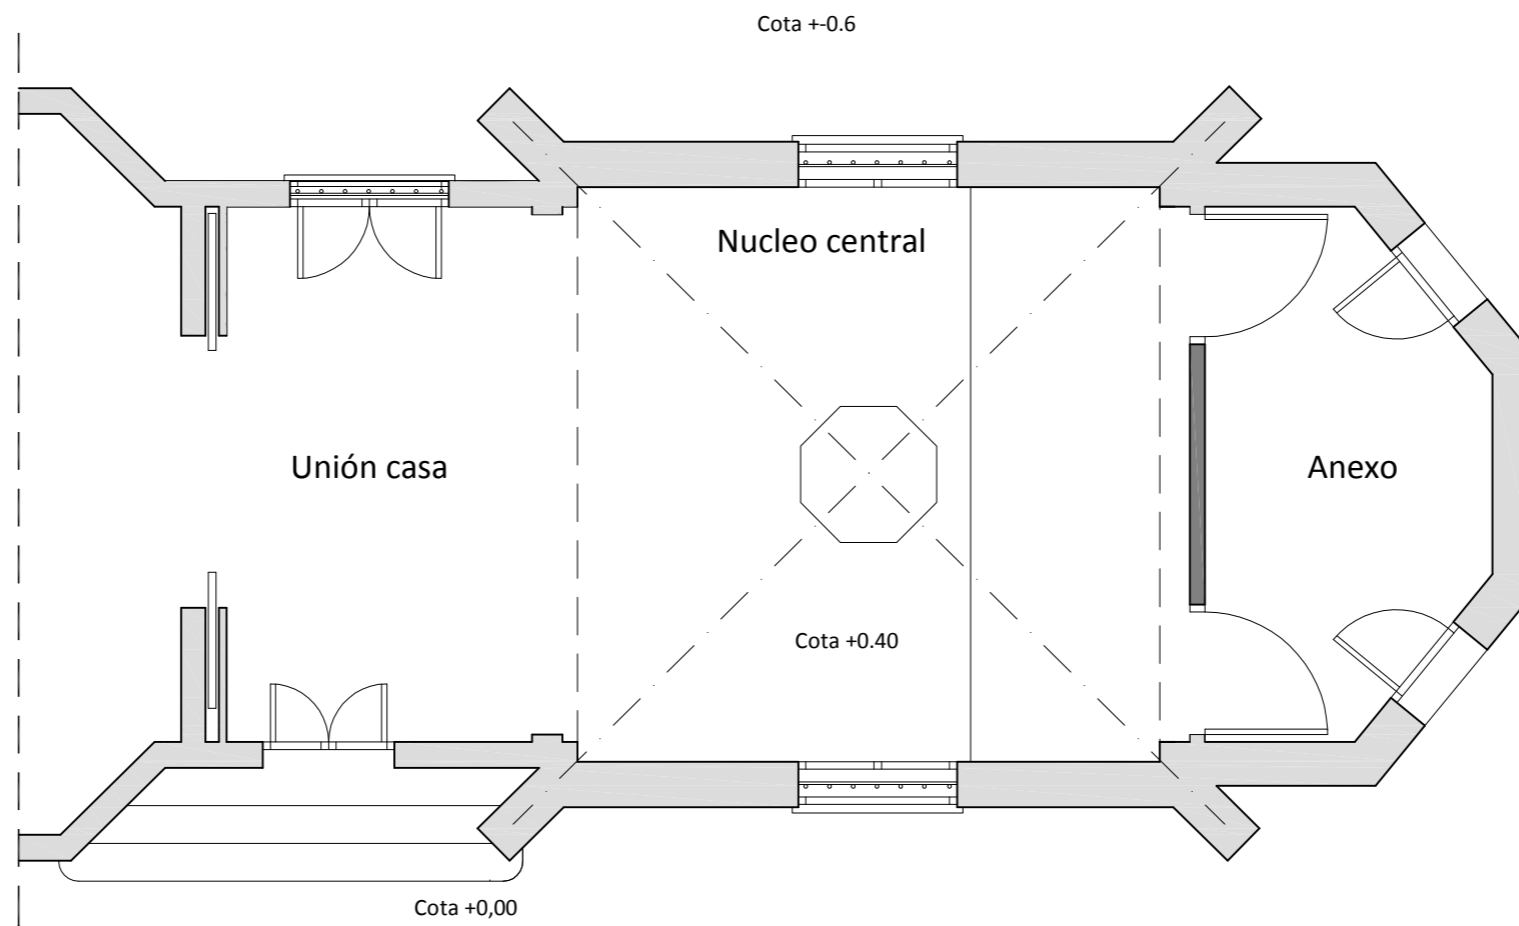 Cota +-0.6
Nucleo central
Unión casa
Anexo
Cota +0.40
Cota +0,00